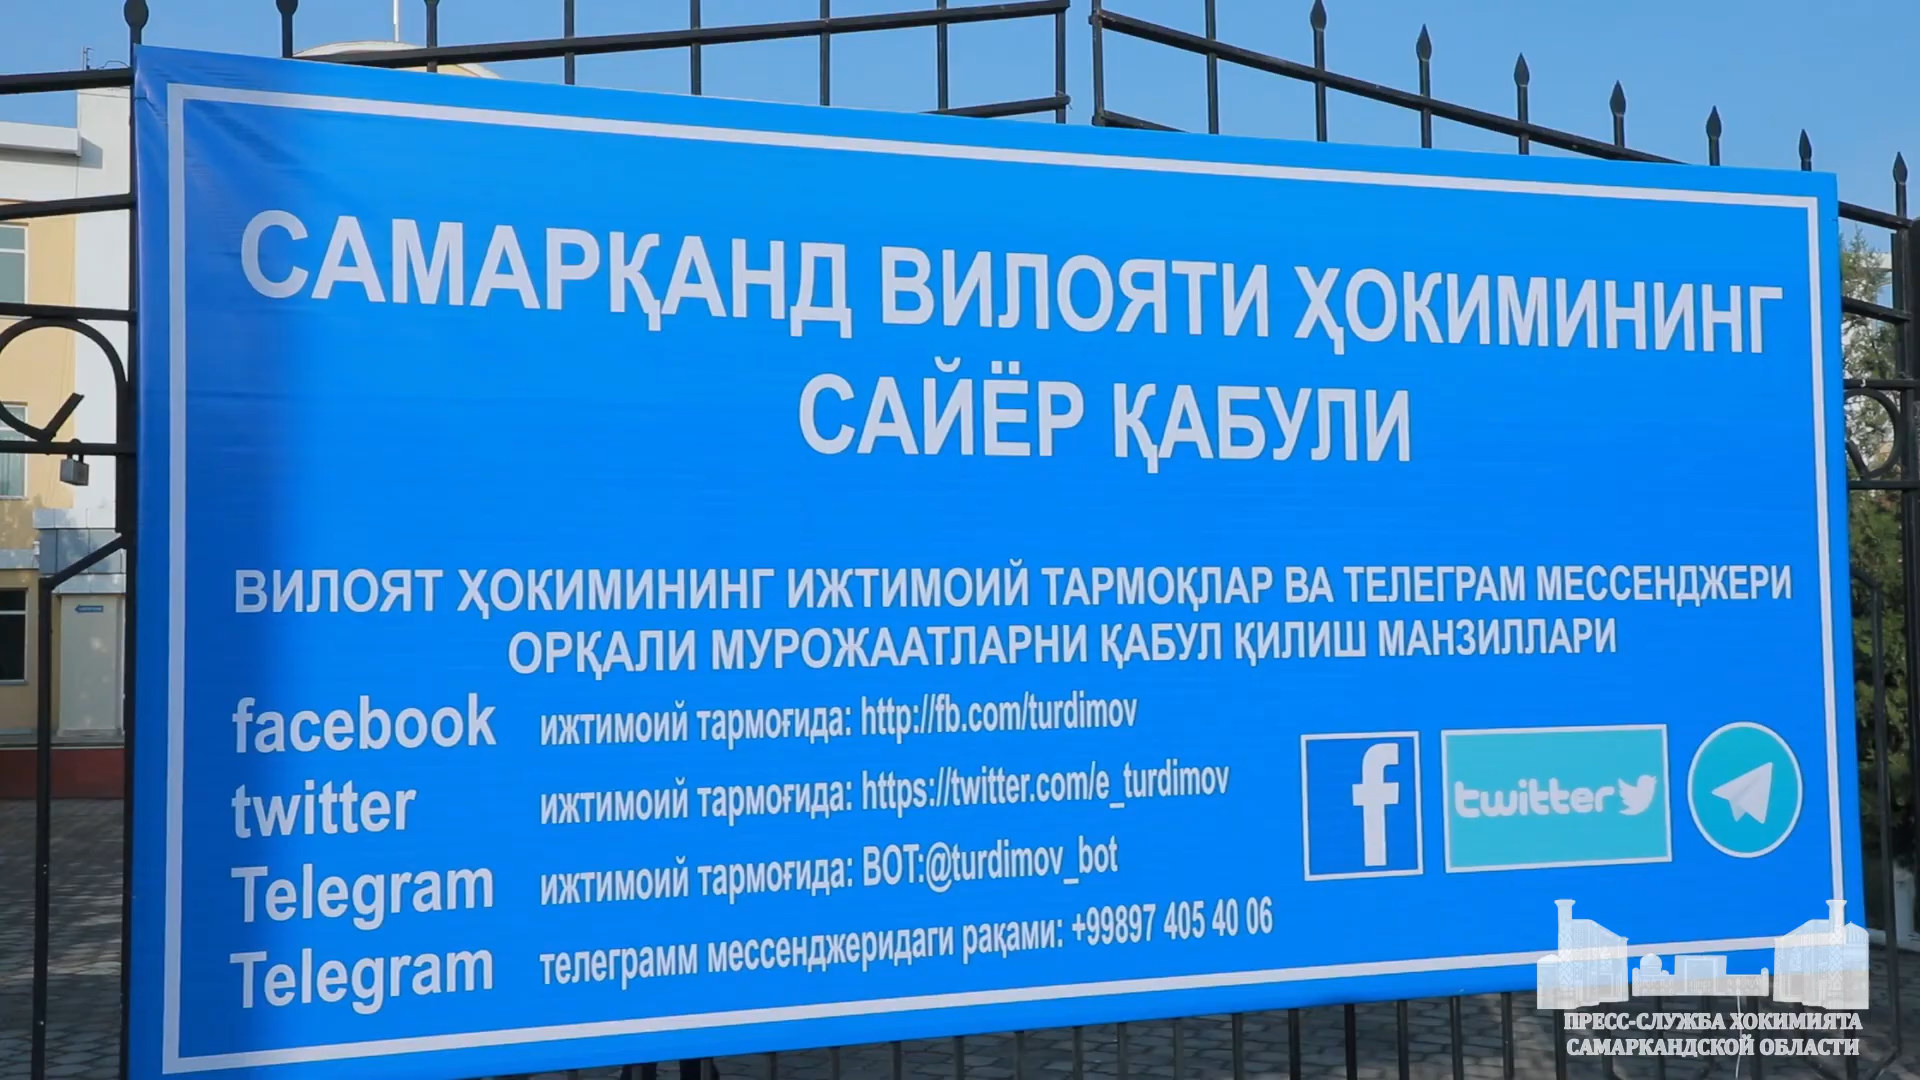 САМАРҚАНД ВИЛОЯТИ ҲОКИМИНИНГ
САЙЁР ҚАБУЛИ
ВИЛОЯТ ҲОКИМИНИНГ ИЖТИМОИЙ ТАРМОҚЛАР ВА ТЕЛЕГРАМ МЕССЕНДЖЕРИ
ОРҚАЛИ МУРОЖААТЛАРНИ ҚАБУЛ ҚИЛИШ МАНЗИЛЛАРИ
facebook ижтимоий тармоғида: http://fb.com/turdimov
twitter ижтимоий тармоғида: https://twitter.com/e_turdimov
Telegram ижтимоий тармоғида: BOT:@turdimov_bot
Telegram телеграмм мессенджеридаги рақами: +99897 405 40 06
f twitter
ПРЕСС-СЛУЖБА ХОКИМИЯТА
САМАРКАНДСКОЙ ОБЛАСТИ